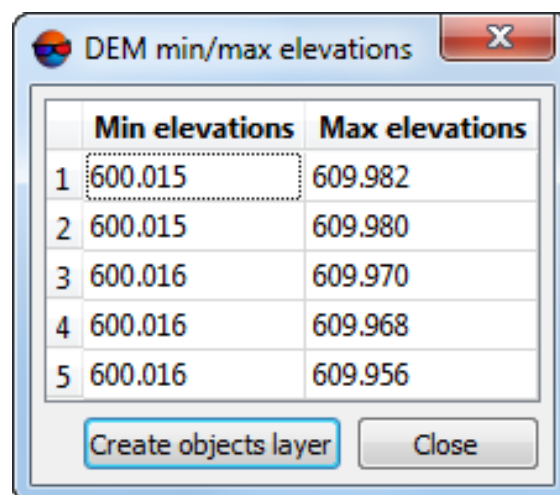 DEM min/max elevations
Min elevations Max elevations
1 600.015 609.982
2 600.015 609.980
3 600.016 609.970
4 600.016 609.968
5 600.016 609.956
Create objects layer Close